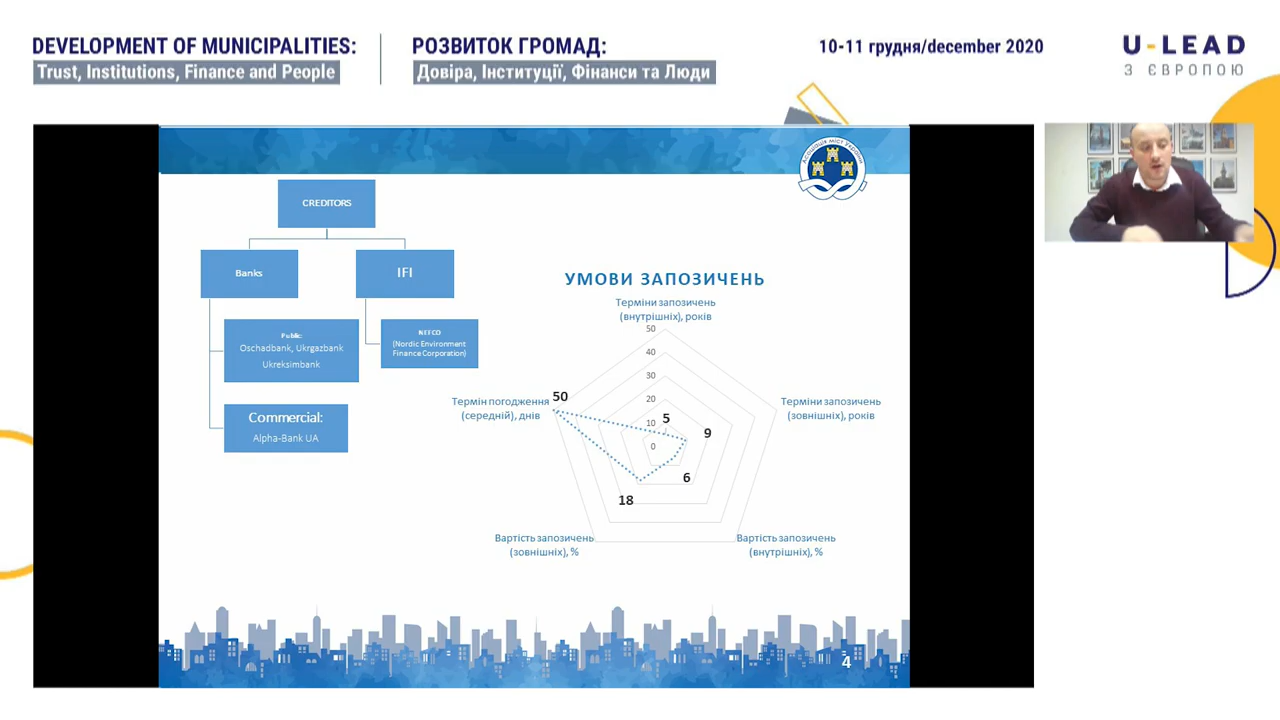 DEVELOPMENT OF MUNICIPALITIES:
Trust, Institutions, Finance and People
РОЗВИТОК ГРОМАД:
Довіра, Інституції, Фінанси та Люди
10-11 грудня/december 2020
U-LEAD
З ЄВРОПОЮ
Асоціація міст України
CREDITORS
Banks
IFI
Public:
Oschadbank, Ukrgazbank
Ukreksimbank
(Nordic Environment
Finance Corporation)
Commercial:
Alpha-Bank UA
УМОВИ ЗАПОЗИЧЕНЬ
Терміни запозичень
(внутрішніх), років
50
40
30
20
10
0
Терміни запозичень
(зовнішніх), років
Вартість запозичень
(внутрішніх), %
Вартість запозичень
(зовнішніх), %
Термін погодження
(середній), днів
5
9
6
18
50
4